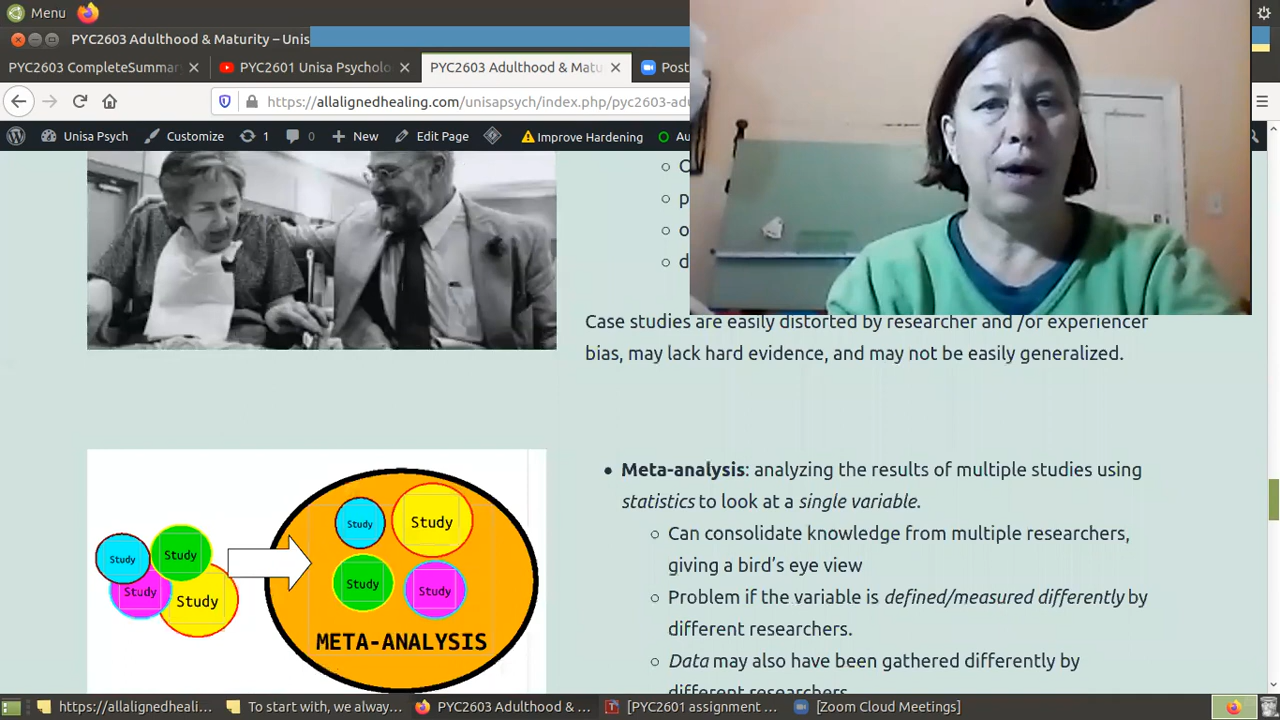 Menu
PYC2603 Adulthood & Maturity – Unis
PYC2603 CompleteSummar
PYC2601 Unisa Psycholo
PYC2603 Adulthood & Matu
Post
https://allalignedhealing.com/unisapsych/index.php/pyc2603-adu
Unisa Psych
Customize
1
0
New
Edit Page
Improve Hardening
Au
Case studies are easily distorted by researcher and /or experiencer
bias, may lack hard evidence, and may not be easily generalized.
Study
Study
Study
Study
Study
Study
Study
Study
META-ANALYSIS
Meta-analysis: analyzing the results of multiple studies using
statistics to look at a single variable.
Can consolidate knowledge from multiple researchers,
giving a bird’s eye view
Problem if the variable is defined/measured differently by
different researchers.
Data may also have been gathered differently by
different researchers
https://allalignedheali...
To start with, we alway...
PYC2603 Adulthood & ...
[PYC2601 assignment ...
[Zoom Cloud Meetings]